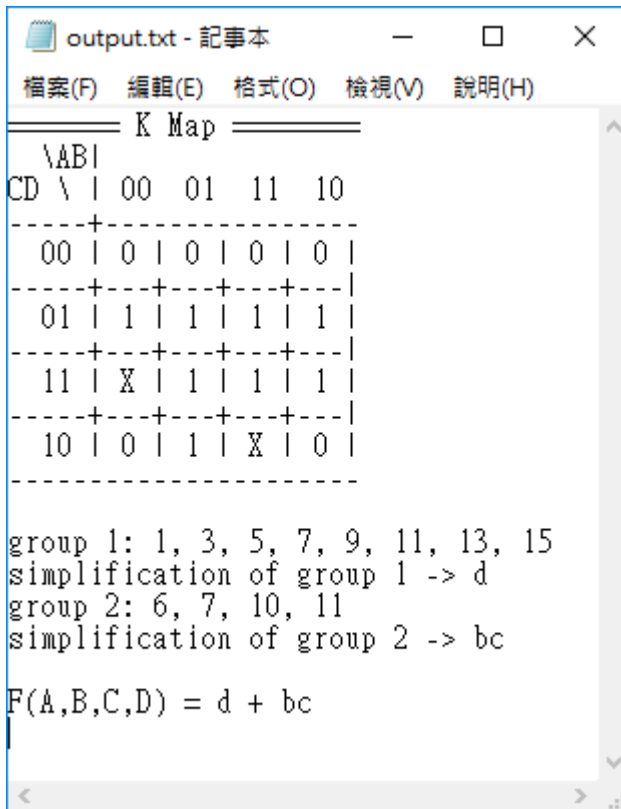 output.txt - 記事本
檔案(F) 編輯(E) 格式(O) 檢視(V) 說明(H)
====== K Map ======
   \AB|
CD \ | 00  01  11  10
-----+----------------
  00 | 0 | 0 | 0 | 0 |
-----+---+---+---+---|
  01 | 1 | 1 | 1 | 1 |
-----+---+---+---+---|
  11 | X | 1 | 1 | 1 |
-----+---+---+---+---|
  10 | 0 | 1 | X | 0 |
----------------------
group 1: 1, 3, 5, 7, 9, 11, 13, 15
simplification of group 1 -> d
group 2: 6, 7, 10, 11
simplification of group 2 -> bc
F(A,B,C,D) = d + bc